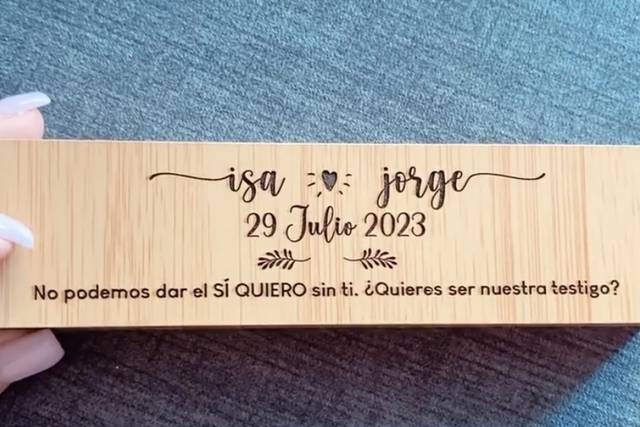 isa jorge
29 Julio 2023
No podemos dar el SÍ QUIERO sin ti. ¿Quieres ser nuestra testigo?